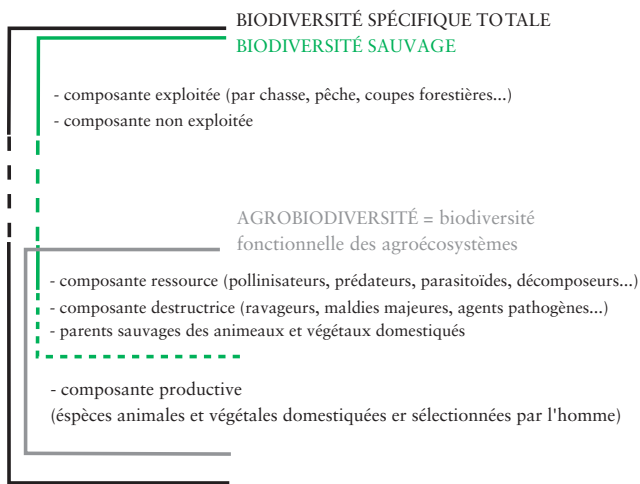 BIODIVERSITÉ SPÉCIFIQUE TOTALE
BIODIVERSITÉ SAUVAGE
- composante exploitée (par chasse, pêche, coupes forestières...)
- composante non exploitée
AGROBIODIVERSITÉ = biodiversité
fonctionnelle des agroécosystèmes
- composante ressource (pollinisateurs, prédateurs, parasitoïdes, décomposeurs...)
- composante destructrice (ravageurs, maldies majeures, agents pathogènes...)
- parents sauvages des animeaux et végétaux domestiqués
- composante productive
(éspèces animales et végétales domestiquées er sélectionnées par l'homme)